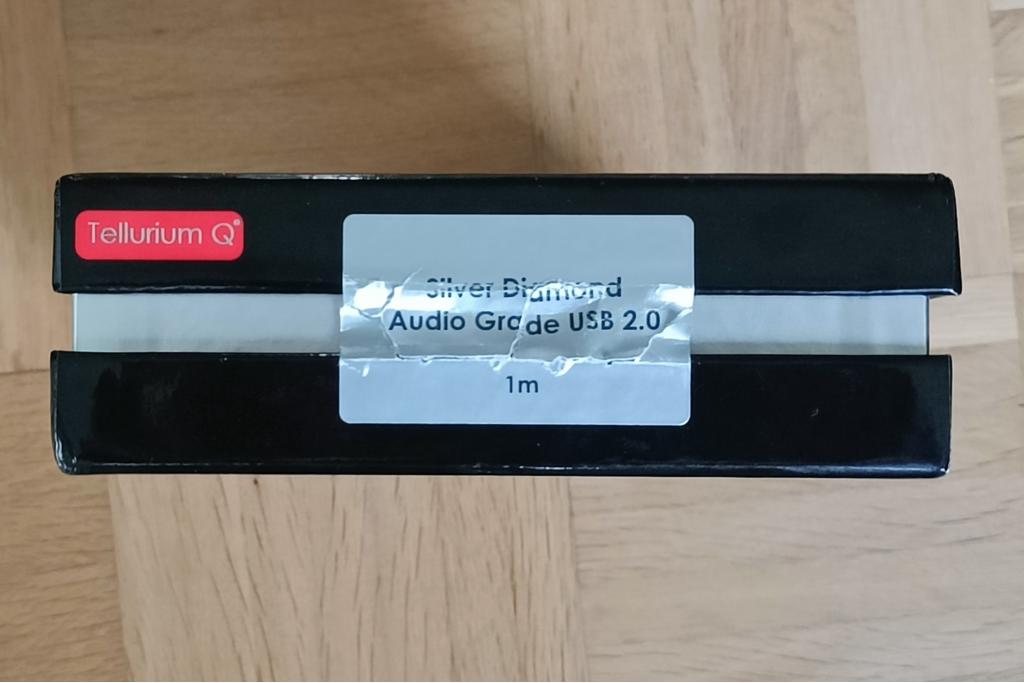 Tellurium Q®
Silver Diamond
Audio Grade USB 2.0
1m